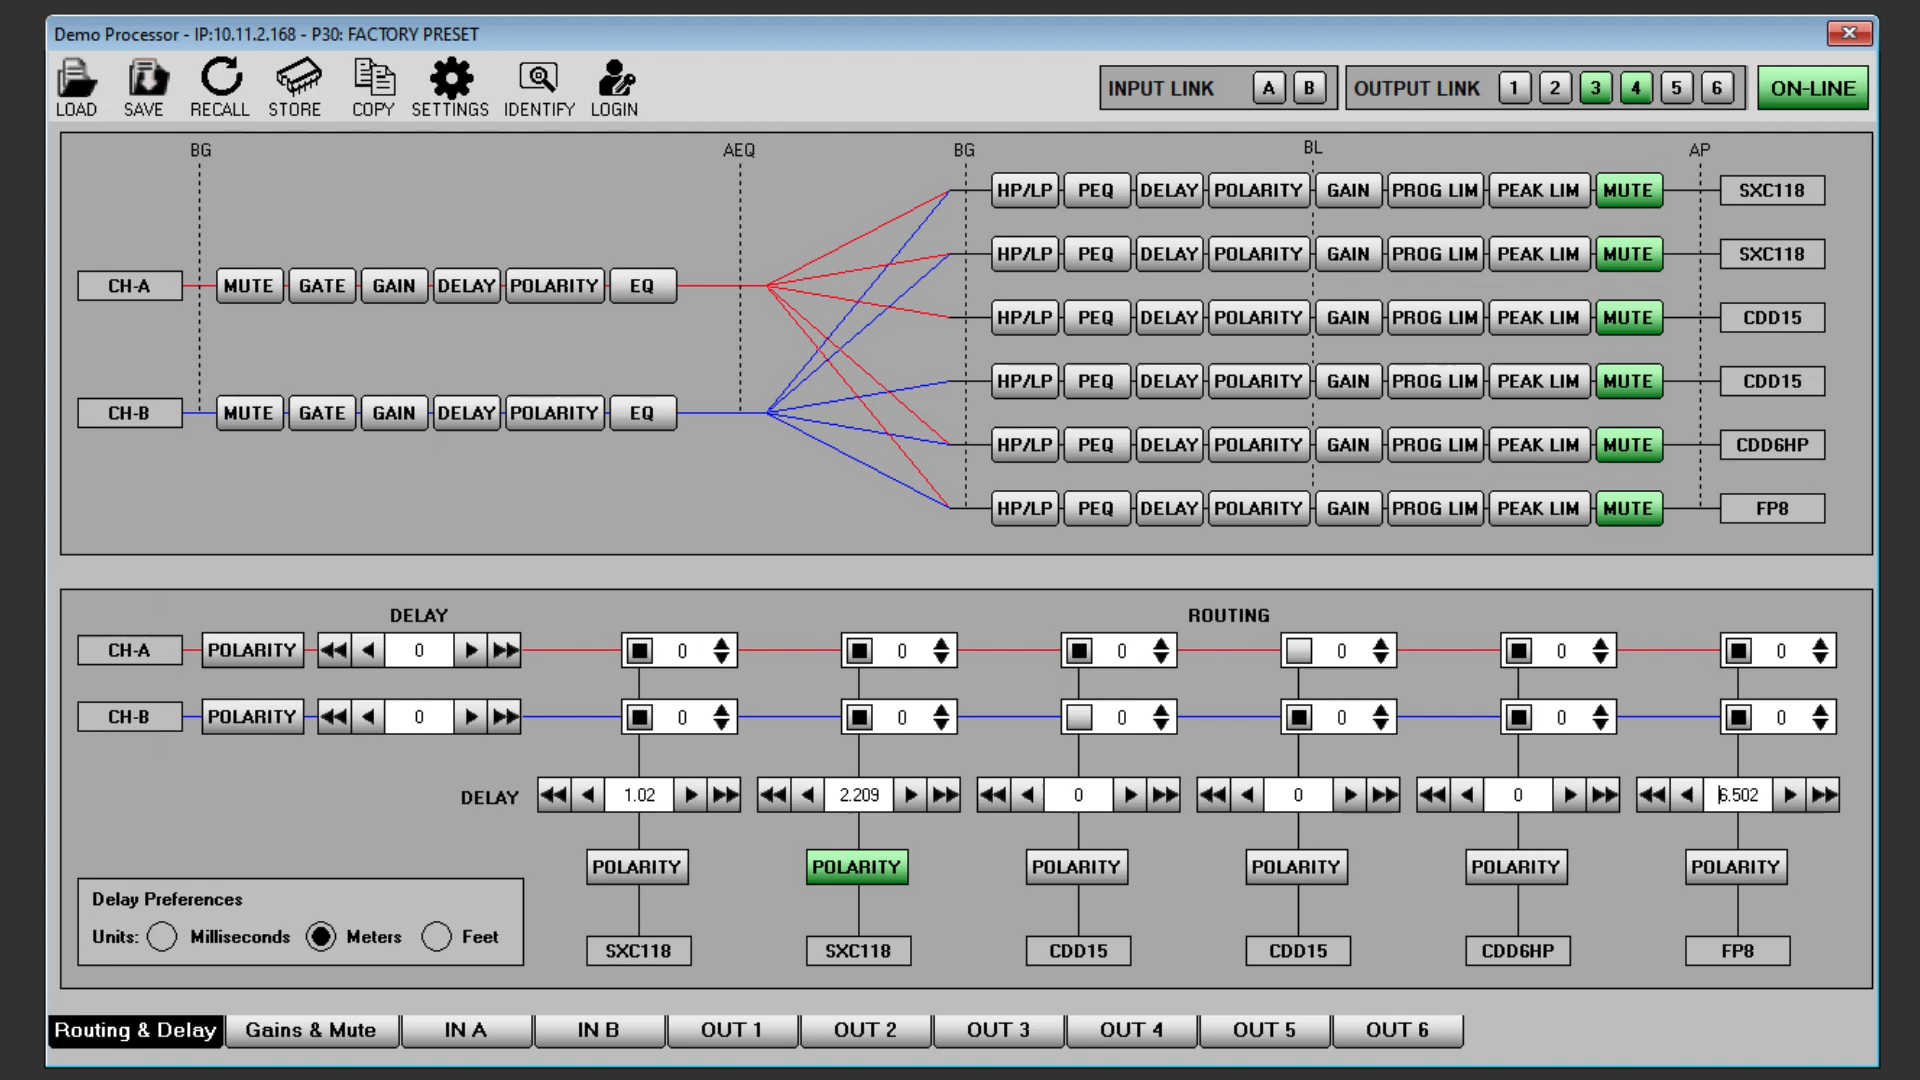 Demo Processor - IP:10.11.2.168 - P30: FACTORY PRESET
LOAD SAVE RECALL STORE COPY SETTINGS IDENTIFY LOGIN
INPUT LINK A B OUTPUT LINK 1 2 3 4 5 6 ON-LINE
BG AEQ BG BL AP
HP/LP PEQ DELAY POLARITY GAIN PROG LIM PEAK LIM MUTE SXC118
HP/LP PEQ DELAY POLARITY GAIN PROG LIM PEAK LIM MUTE SXC118
CH-A MUTE GATE GAIN DELAY POLARITY EQ
HP/LP PEQ DELAY POLARITY GAIN PROG LIM PEAK LIM MUTE CDD15
HP/LP PEQ DELAY POLARITY GAIN PROG LIM PEAK LIM MUTE CDD15
CH-B MUTE GATE GAIN DELAY POLARITY EQ
HP/LP PEQ DELAY POLARITY GAIN PROG LIM PEAK LIM MUTE CDD6HP
HP/LP PEQ DELAY POLARITY GAIN PROG LIM PEAK LIM MUTE FP8
DELAY ROUTING
CH-A POLARITY 0 0 0 0 0 0 0
CH-B POLARITY 0 0 0 0 0 0 0
DELAY 1.02 2.209 0 0 0 6.502
POLARITY POLARITY POLARITY POLARITY POLARITY POLARITY
Delay Preferences
Units: Milliseconds Meters Feet
SXC118 SXC118 CDD15 CDD15 CDD6HP FP8
Routing & Delay Gains & Mute IN A IN B OUT 1 OUT 2 OUT 3 OUT 4 OUT 5 OUT 6